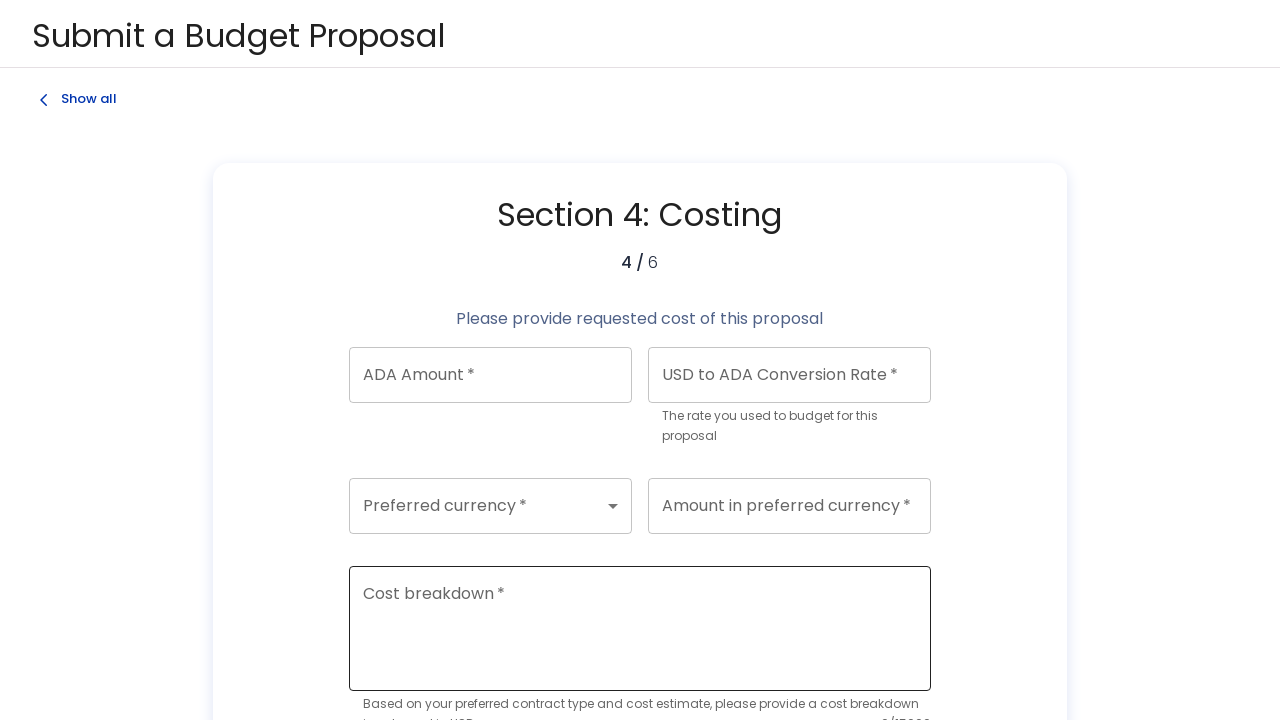 Submit a Budget Proposal
Show all
Section 4: Costing
4 / 6
Please provide requested cost of this proposal
ADA Amount *
USD to ADA Conversion Rate *
The rate you used to budget for this
proposal
Preferred currency *
Amount in preferred currency *
Cost breakdown *
Based on your preferred contract type and cost estimate, please provide a cost breakdown